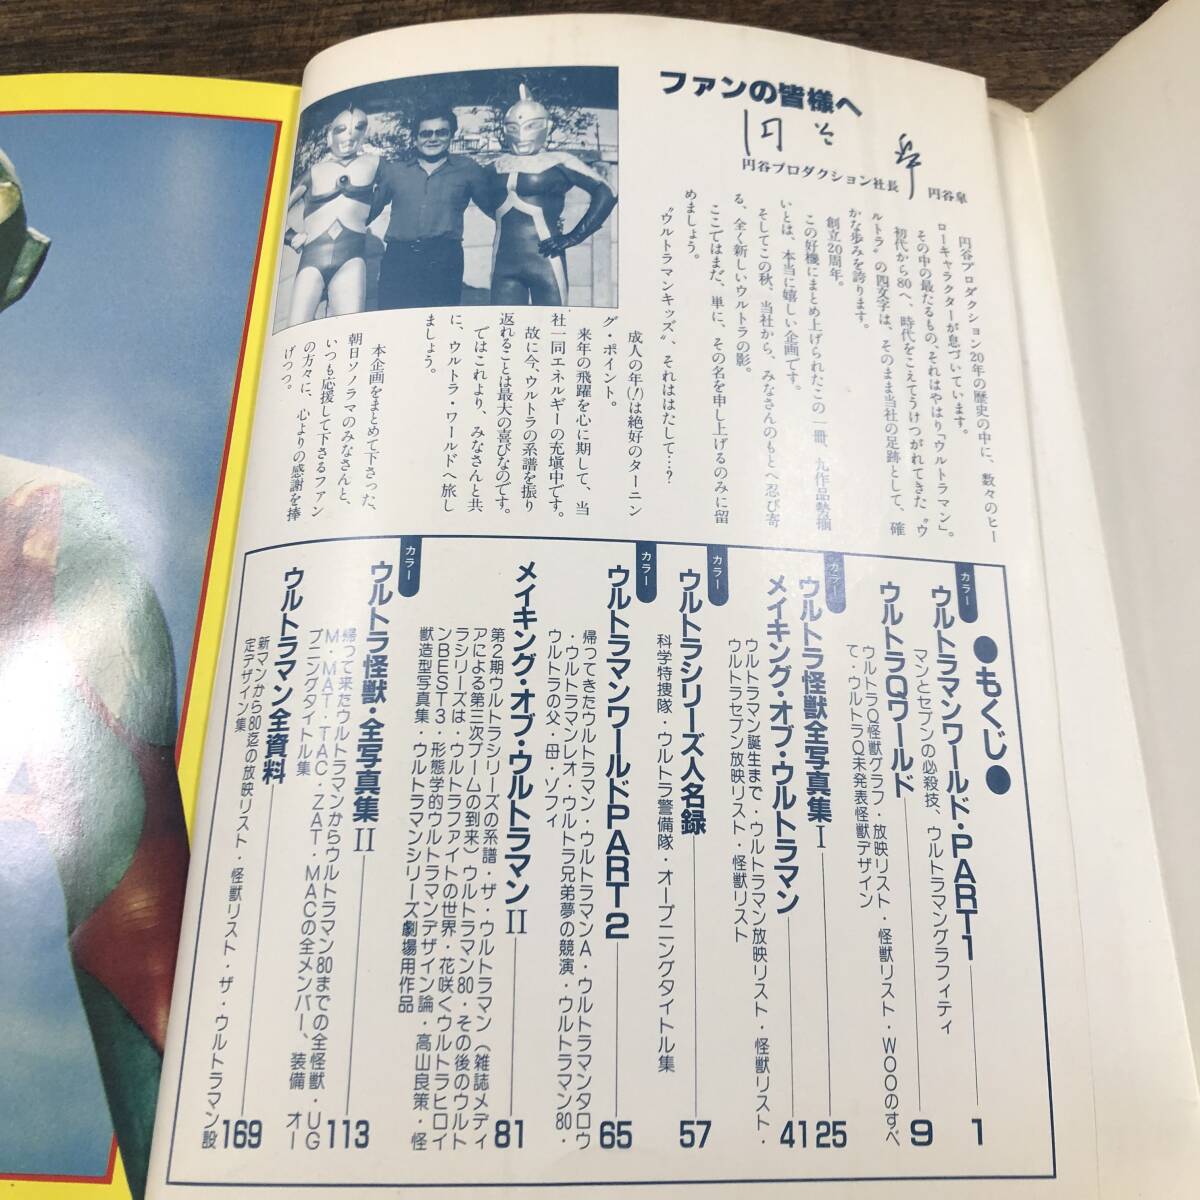 ファンの皆様へ
円谷 皐
円谷プロダクション社長 円谷皐
円谷プロダクション20年の歴史の中に、数々のヒー
ローキャラクターが息づいています。
その中の最たるもの、それはやはり「ウルトラマン」。
初代から80へ、時代をこえてうけつがれてきた〝ウ
ルトラ〟の四文字は、そのまま当社の足跡として、確
かな歩みを誇ります。
創立20周年。
この好機にまとめ上げられたこの一冊、九作品勢揃
いとは、本当に嬉しい企画です。
そしてこの秋、当社から、みなさんのもとへ忍び寄
る、全く新しいウルトラの影。
ここではまだ、単に、その名を申し上げるのみに留
めましょう。
〝ウルトラマンキッズ〟、それははたして…?
成人の年(!)は絶好のターニン
グ・ポイント。
来年の飛躍を心に期して、当
社一同エネルギーの充填中です。
故に今、ウルトラの系譜を振り
返れることは最大の喜びなのです。
ではこれより、みなさんと共
に、ウルトラ・ワールドへ旅し
ましょう。
本企画をまとめて下さった、
朝日ソノラマのみなさんと、
いつも応援して下さるファン
の方々に、心よりの感謝を捧
げつつ。
●もくじ●
カラー
ウルトラマンワールド・PART1 1
マンとセブンの必殺技、ウルトラマングラフィティ
ウルトラQワールド 9
ウルトラQ怪獣グラフ・放映リスト・怪獣リスト・WOOのすべ
て・ウルトラQ未発表怪獣デザイン
カラー
ウルトラ怪獣全写真集Ⅰ 25
メイキング・オブ・ウルトラマン 41
ウルトラマン誕生まで・ウルトラマン放映リスト・怪獣リスト・
ウルトラセブン放映リスト・怪獣リスト
カラー
ウルトラシリーズ人名録 57
科学特捜隊・ウルトラ警備隊・オープニングタイトル集
カラー
ウルトラマンワールドPART2 65
帰ってきたウルトラマン・ウルトラマンA・ウルトラマンタロウ
・ウルトラマンレオ・ウルトラ兄弟夢の競演・ウルトラマン80・
ウルトラの父・母・ゾフィ
メイキング・オブ・ウルトラマンⅡ 81
第2期ウルトラシリーズの系譜・ザ・ウルトラマン(雑誌メディ
アによる第三次ブームの到来)ウルトラマン80・その後のウルト
ラシリーズは・ウルトラファイトの世界・花咲くウルトラヒロイ
ンBEST3・形態学的ウルトラマンデザイン論・高山良策・怪
獣造型写真集・ウルトラマンシリーズ劇場用作品
カラー
ウルトラ怪獣・全写真集Ⅱ 113
帰って来たウルトラマンからウルトラマン80までの全怪獣・UG
M・MAT・TAC・ZAT・MACの全メンバー、装備 オー
プニングタイトル集
ウルトラマン全資料 169
新マンから80迄の放映リスト・怪獣リスト・ザ・ウルトラマン設
定デザイン集